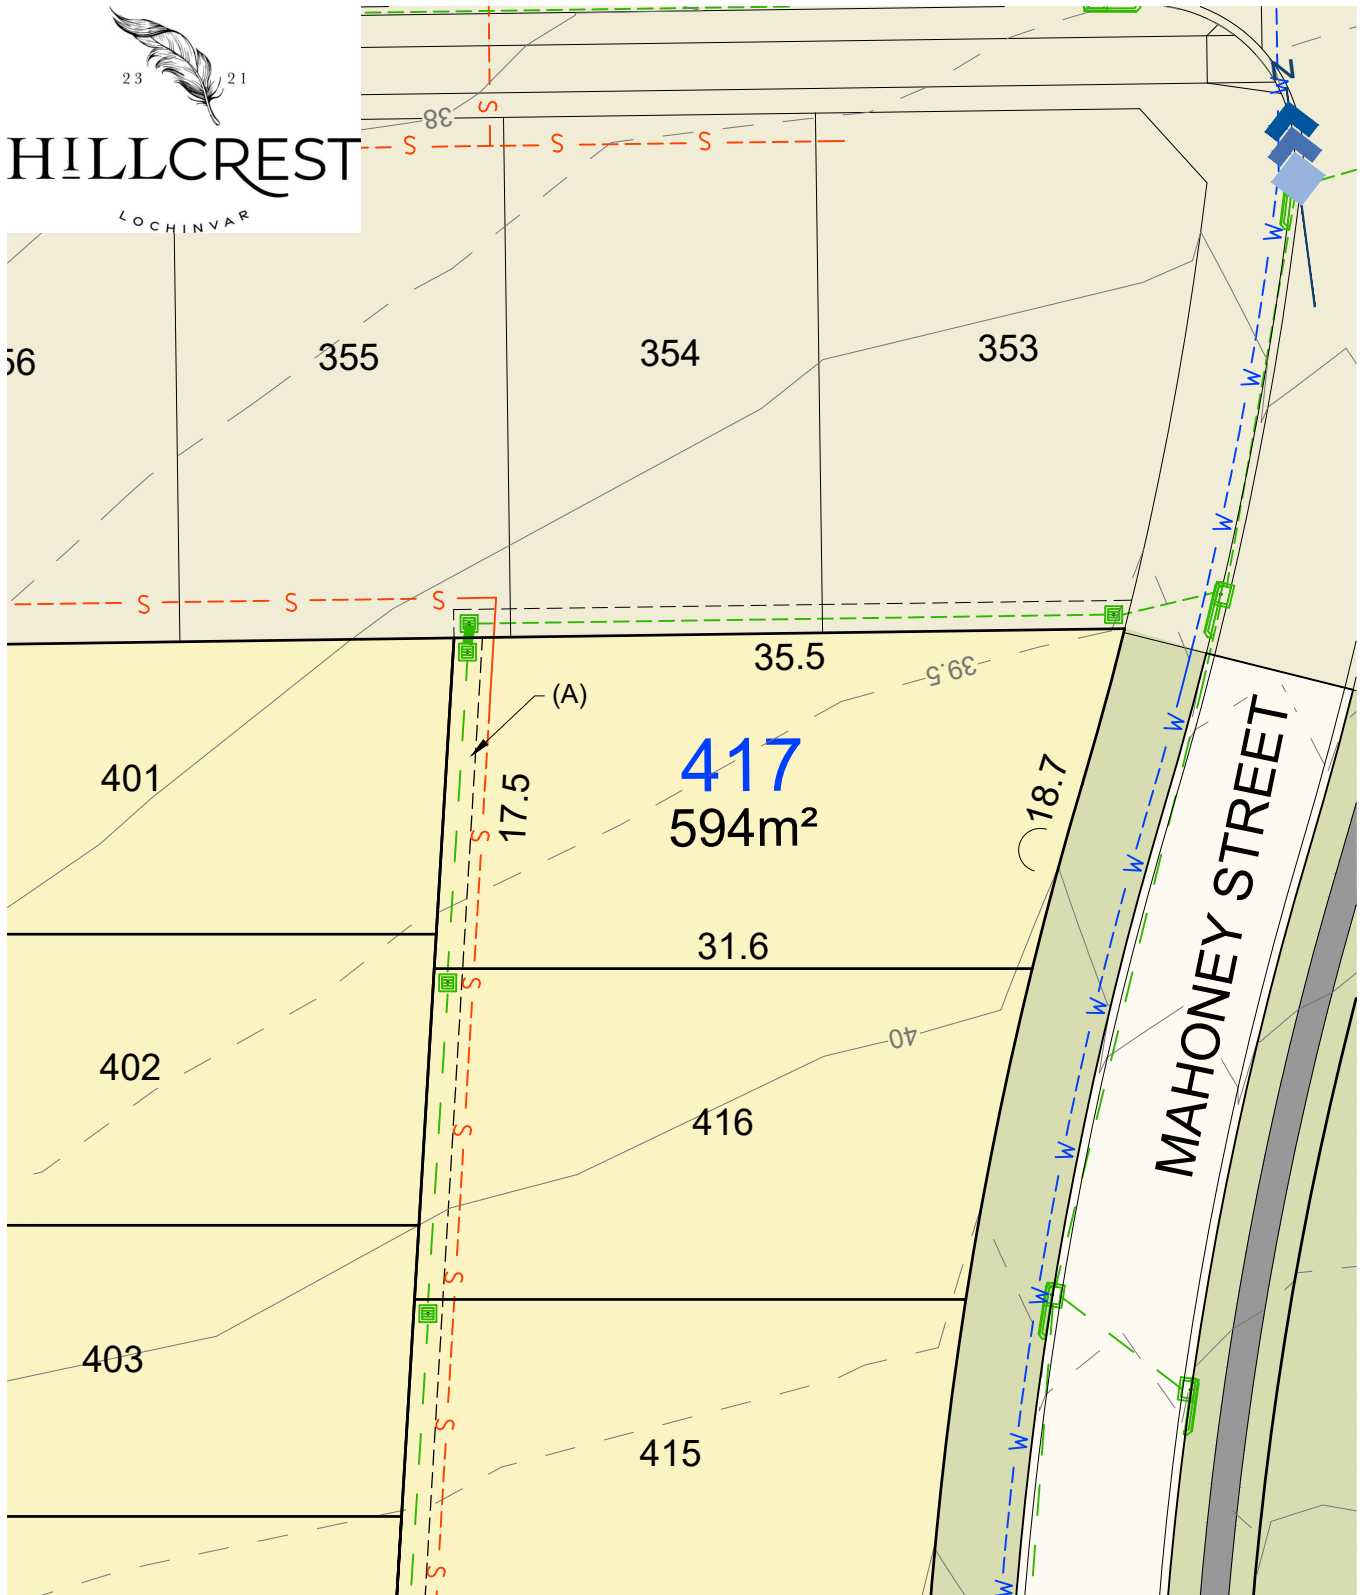 23 21
HILLCREST
LOCHINVAR
S
38
S S S
N
W
W
56
355
354
353
W
W
S S S
35.5
39.5
(A)
W
417
594m²
401
17.5
18.7
S
W
MAHONEY STREET
31.6
S
W
40
402
416
S
W
S
W
403
415
S
W
S
W